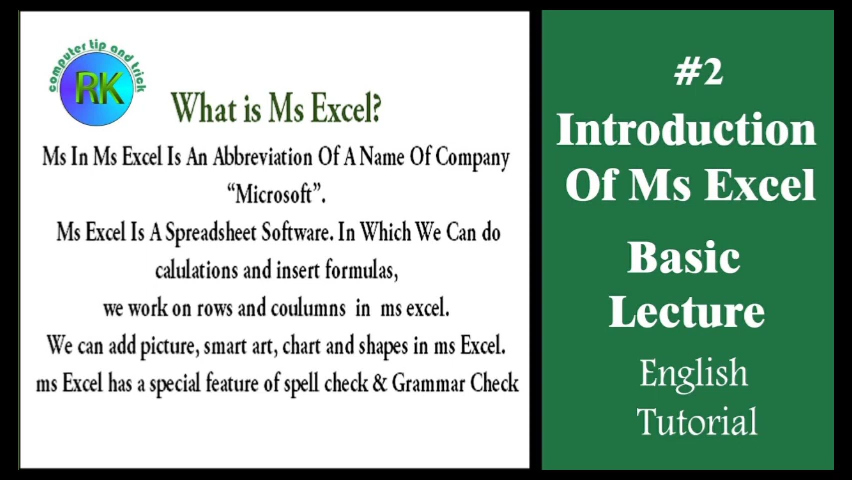 computer tip and trick
RK
What is Ms Excel?
Ms In Ms Excel Is An Abbreviation Of A Name Of Company
“Microsoft”.
Ms Excel Is A Spreadsheet Software. In Which We Can do
calulations and insert formulas,
we work on rows and coulumns in ms excel.
We can add picture, smart art, chart and shapes in ms Excel.
ms Excel has a special feature of spell check & Grammar Check
#2
Introduction
Of Ms Excel
Basic
Lecture
English
Tutorial